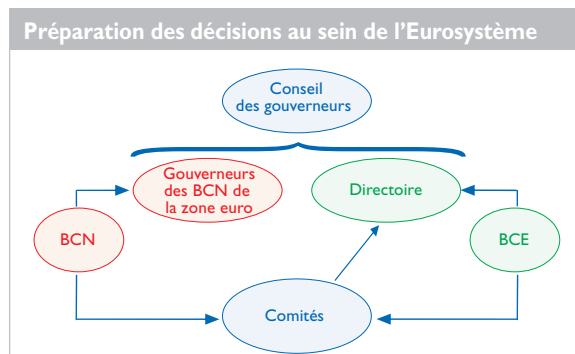 Préparation des décisions au sein de l'Eurosystème
Conseil
des gouverneurs
Gouverneurs
des BCN de
la zone euro
Directoire
BCN
BCE
Comités